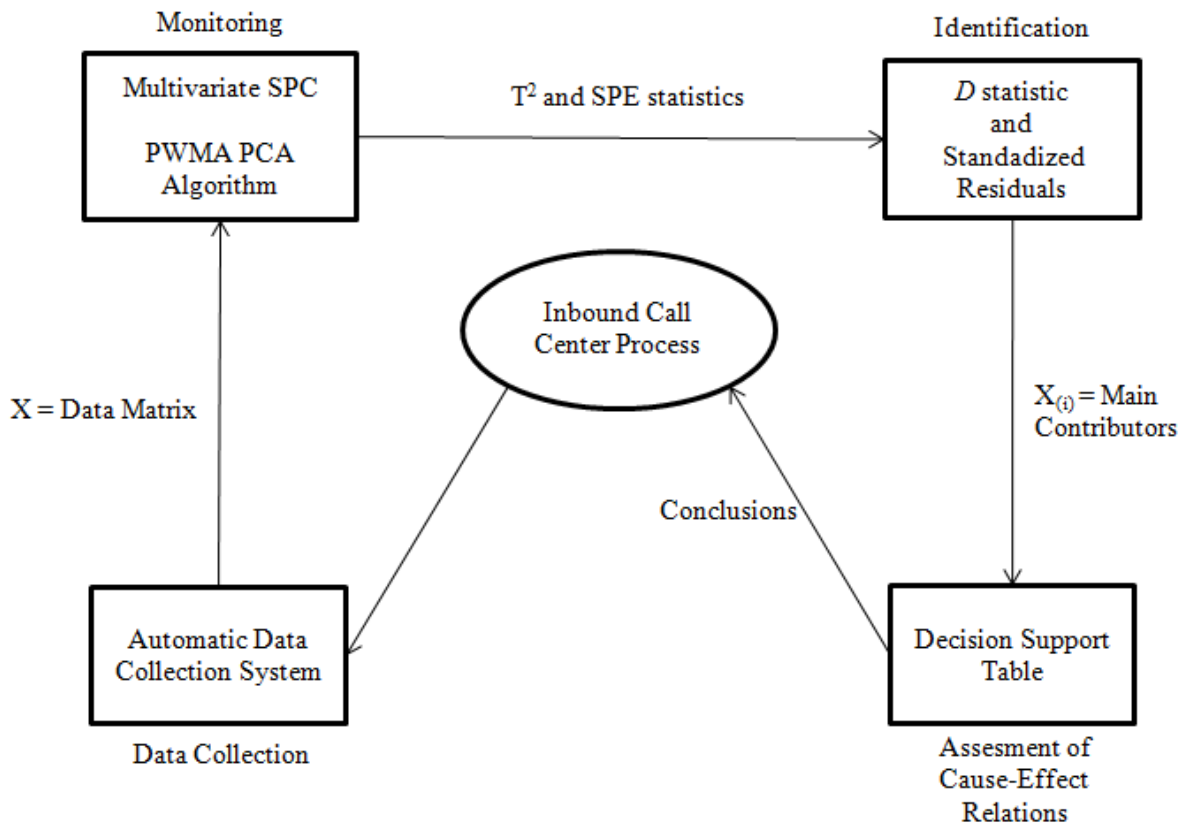 Monitoring
Multivariate SPC
PWMA PCA
Algorithm
T² and SPE statistics
Identification
D statistic
and
Standadized
Residuals
Inbound Call
Center Process
X = Data Matrix
X₍ᵢ₎ = Main
Contributors
Conclusions
Automatic Data
Collection System
Data Collection
Decision Support
Table
Assesment of
Cause-Effect
Relations